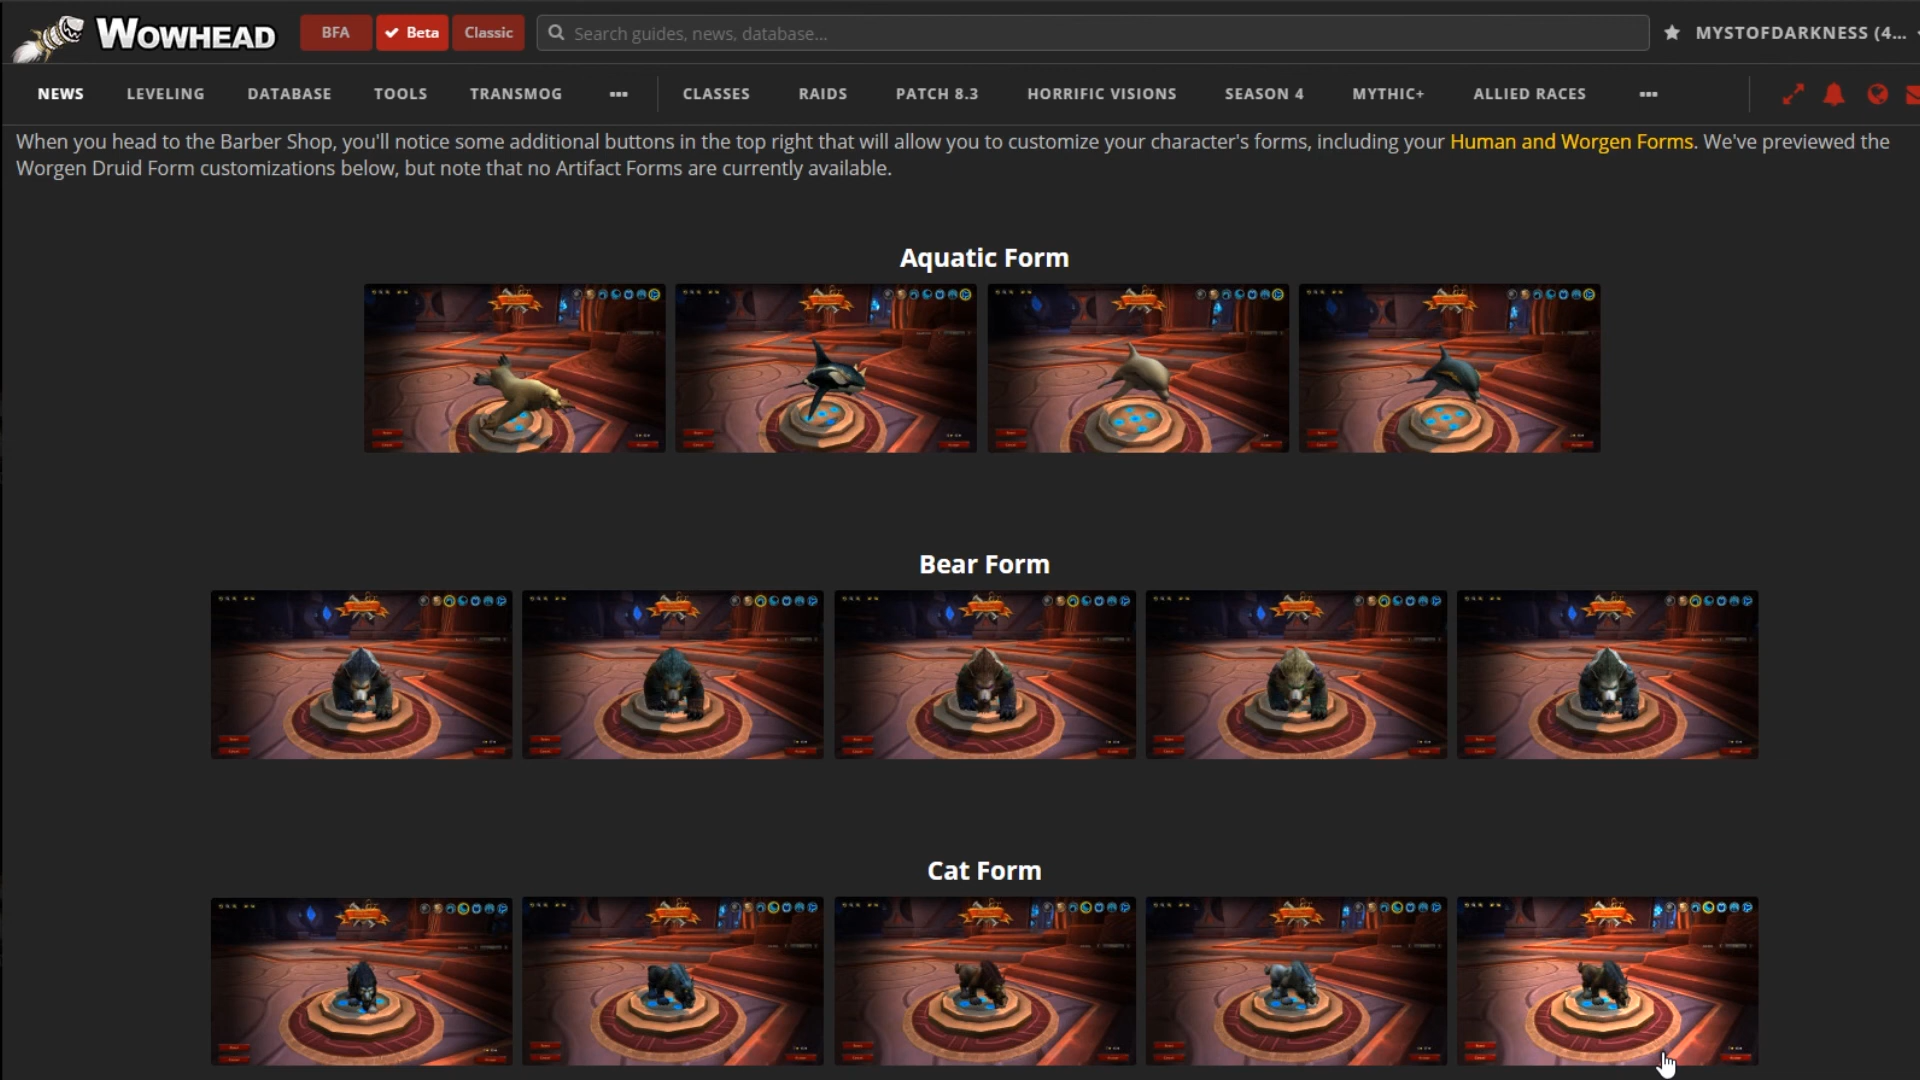 WOWHEAD
BFA
Beta
Classic
Search guides, news, database...
MYSTOFDARKNESS (4...
NEWS
LEVELING
DATABASE
TOOLS
TRANSMOG
CLASSES
RAIDS
PATCH 8.3
HORRIFIC VISIONS
SEASON 4
MYTHIC+
ALLIED RACES
When you head to the Barber Shop, you'll notice some additional buttons in the top right that will allow you to customize your character's forms, including your Human and Worgen Forms. We've previewed the
Worgen Druid Form customizations below, but note that no Artifact Forms are currently available.
Aquatic Form
Bear Form
Cat Form